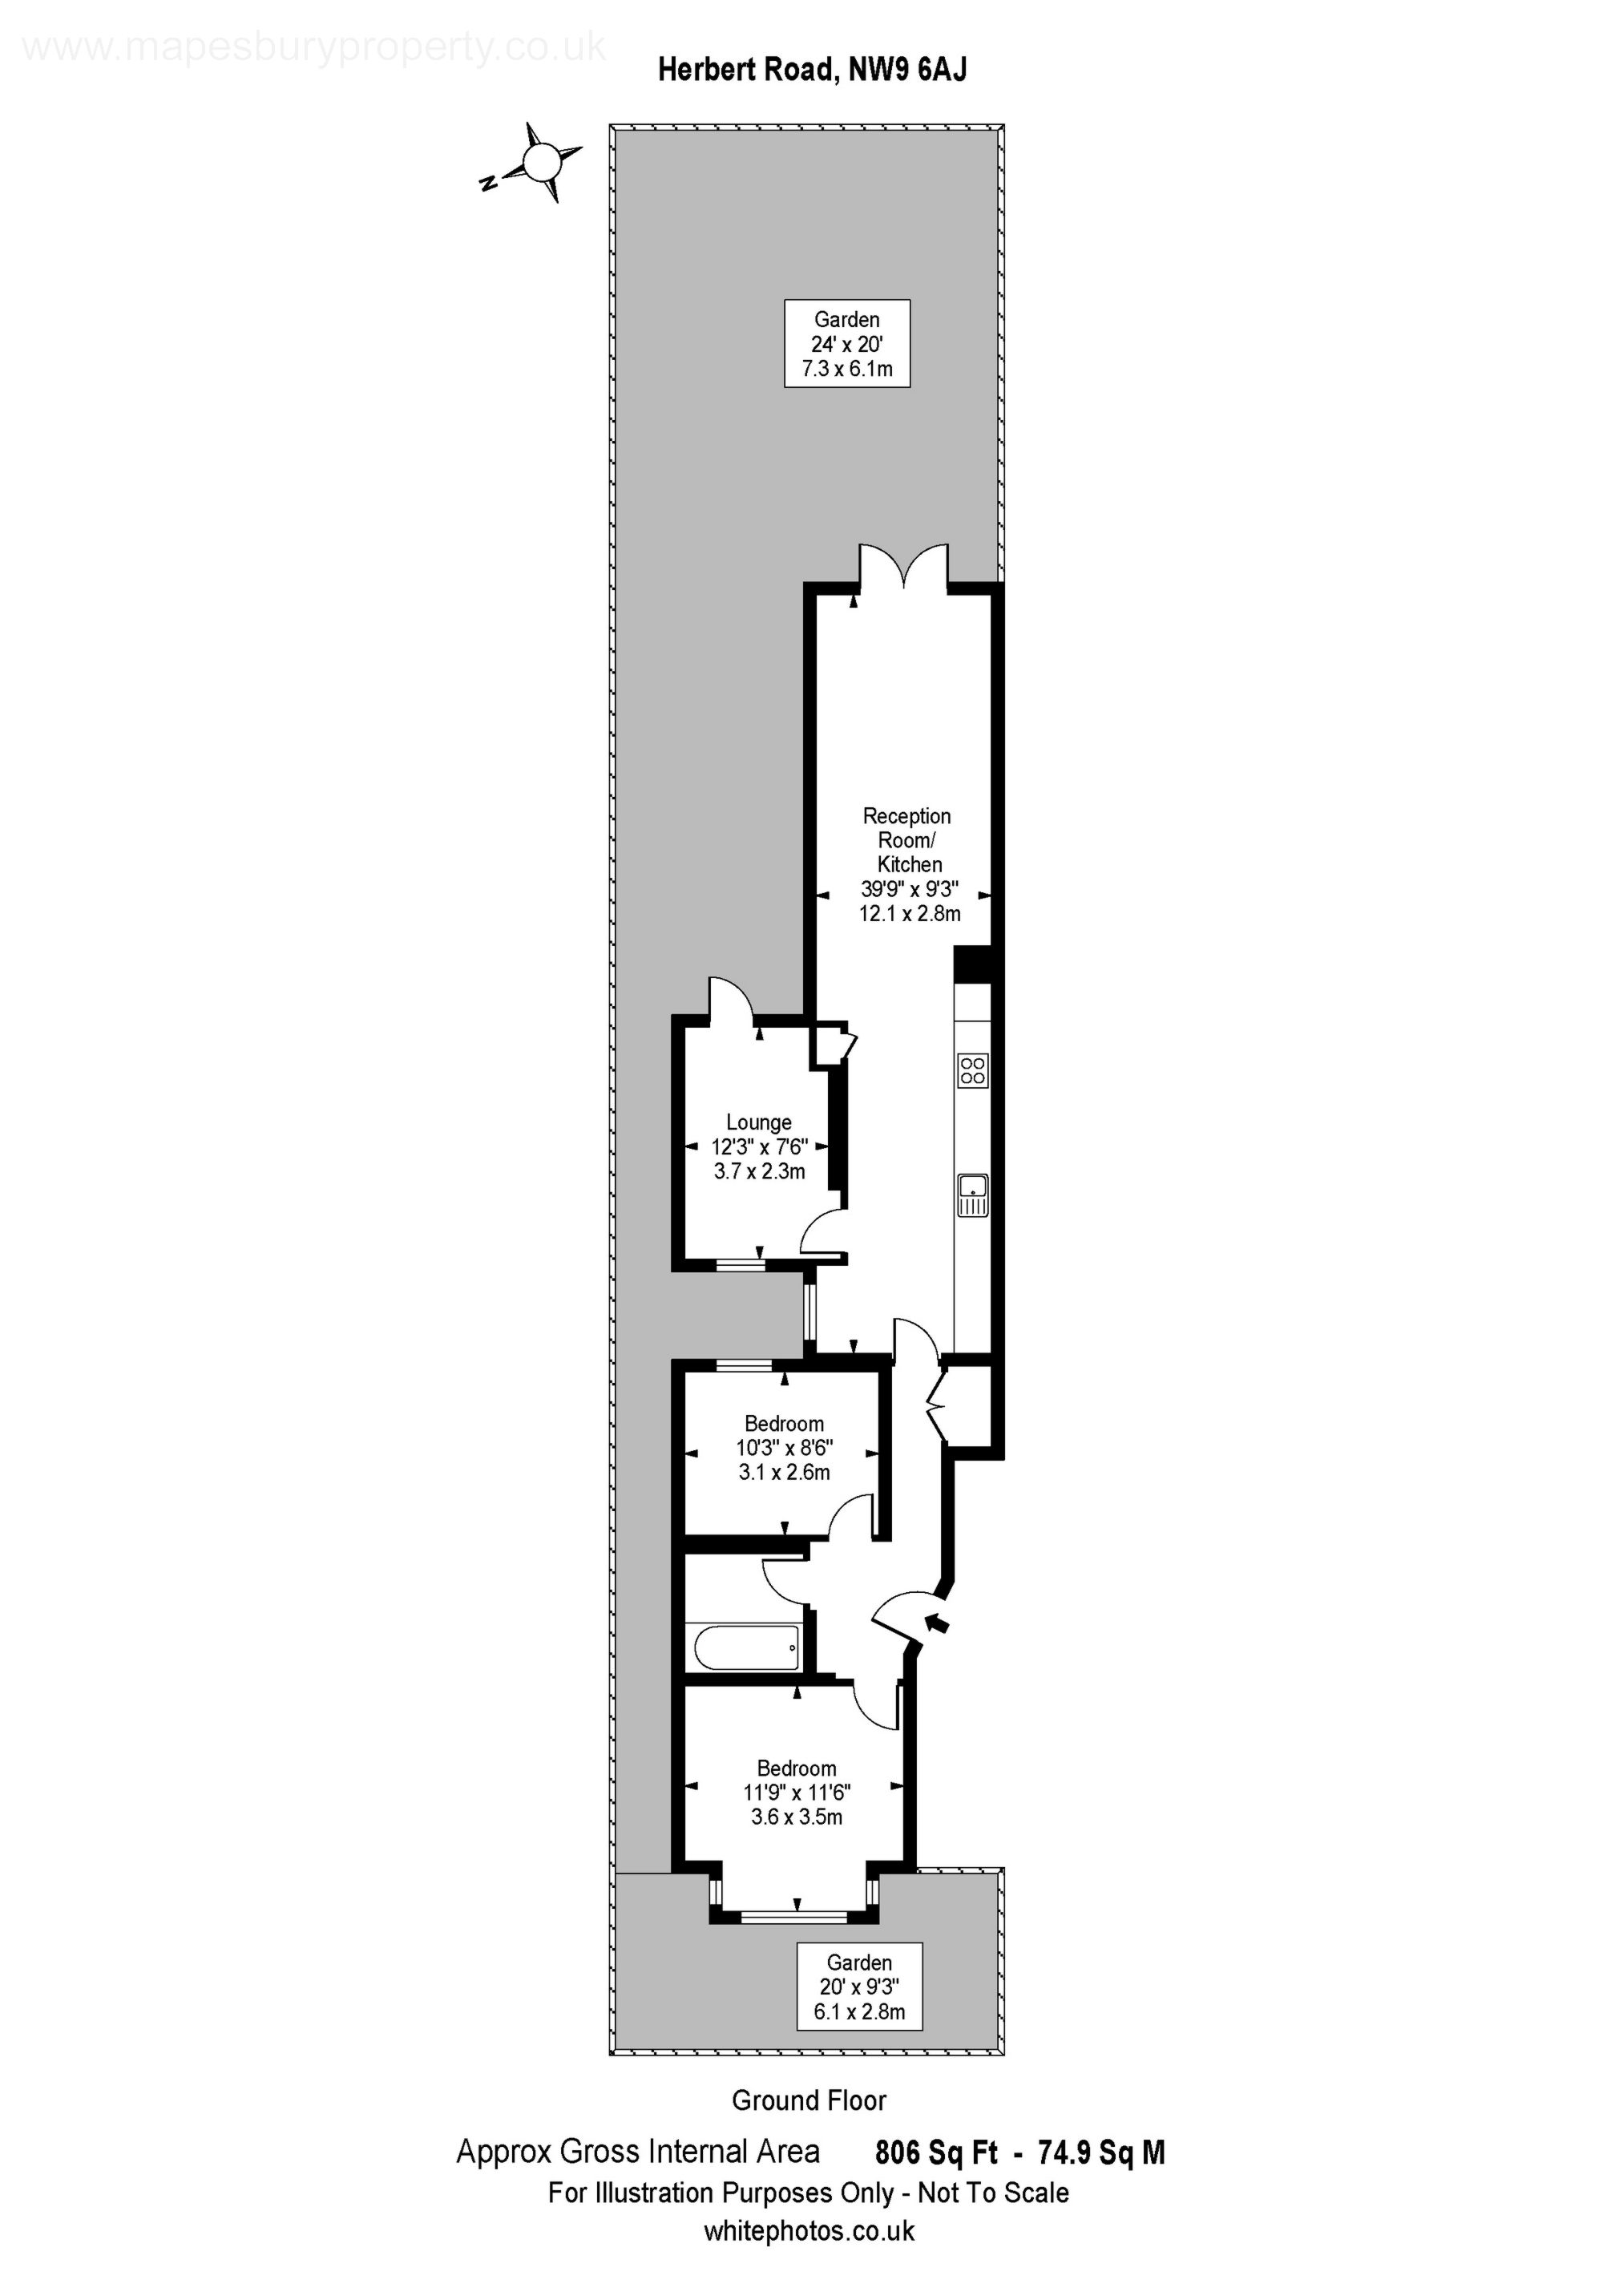 www.mapesburyproperty.co.uk
Herbert Road, NW9 6AJ
N
Garden
24' x 20'
7.3 x 6.1m
Reception
Room/
Kitchen
39'9" x 9'3"
12.1 x 2.8m
Lounge
12'3" x 7'6"
3.7 x 2.3m
Bedroom
10'3" x 8'6"
3.1 x 2.6m
Bedroom
11'9" x 11'6"
3.6 x 3.5m
Garden
20' x 9'3"
6.1 x 2.8m
Ground Floor
Approx Gross Internal Area 806 Sq Ft - 74.9 Sq M
For Illustration Purposes Only - Not To Scale
whitephotos.co.uk